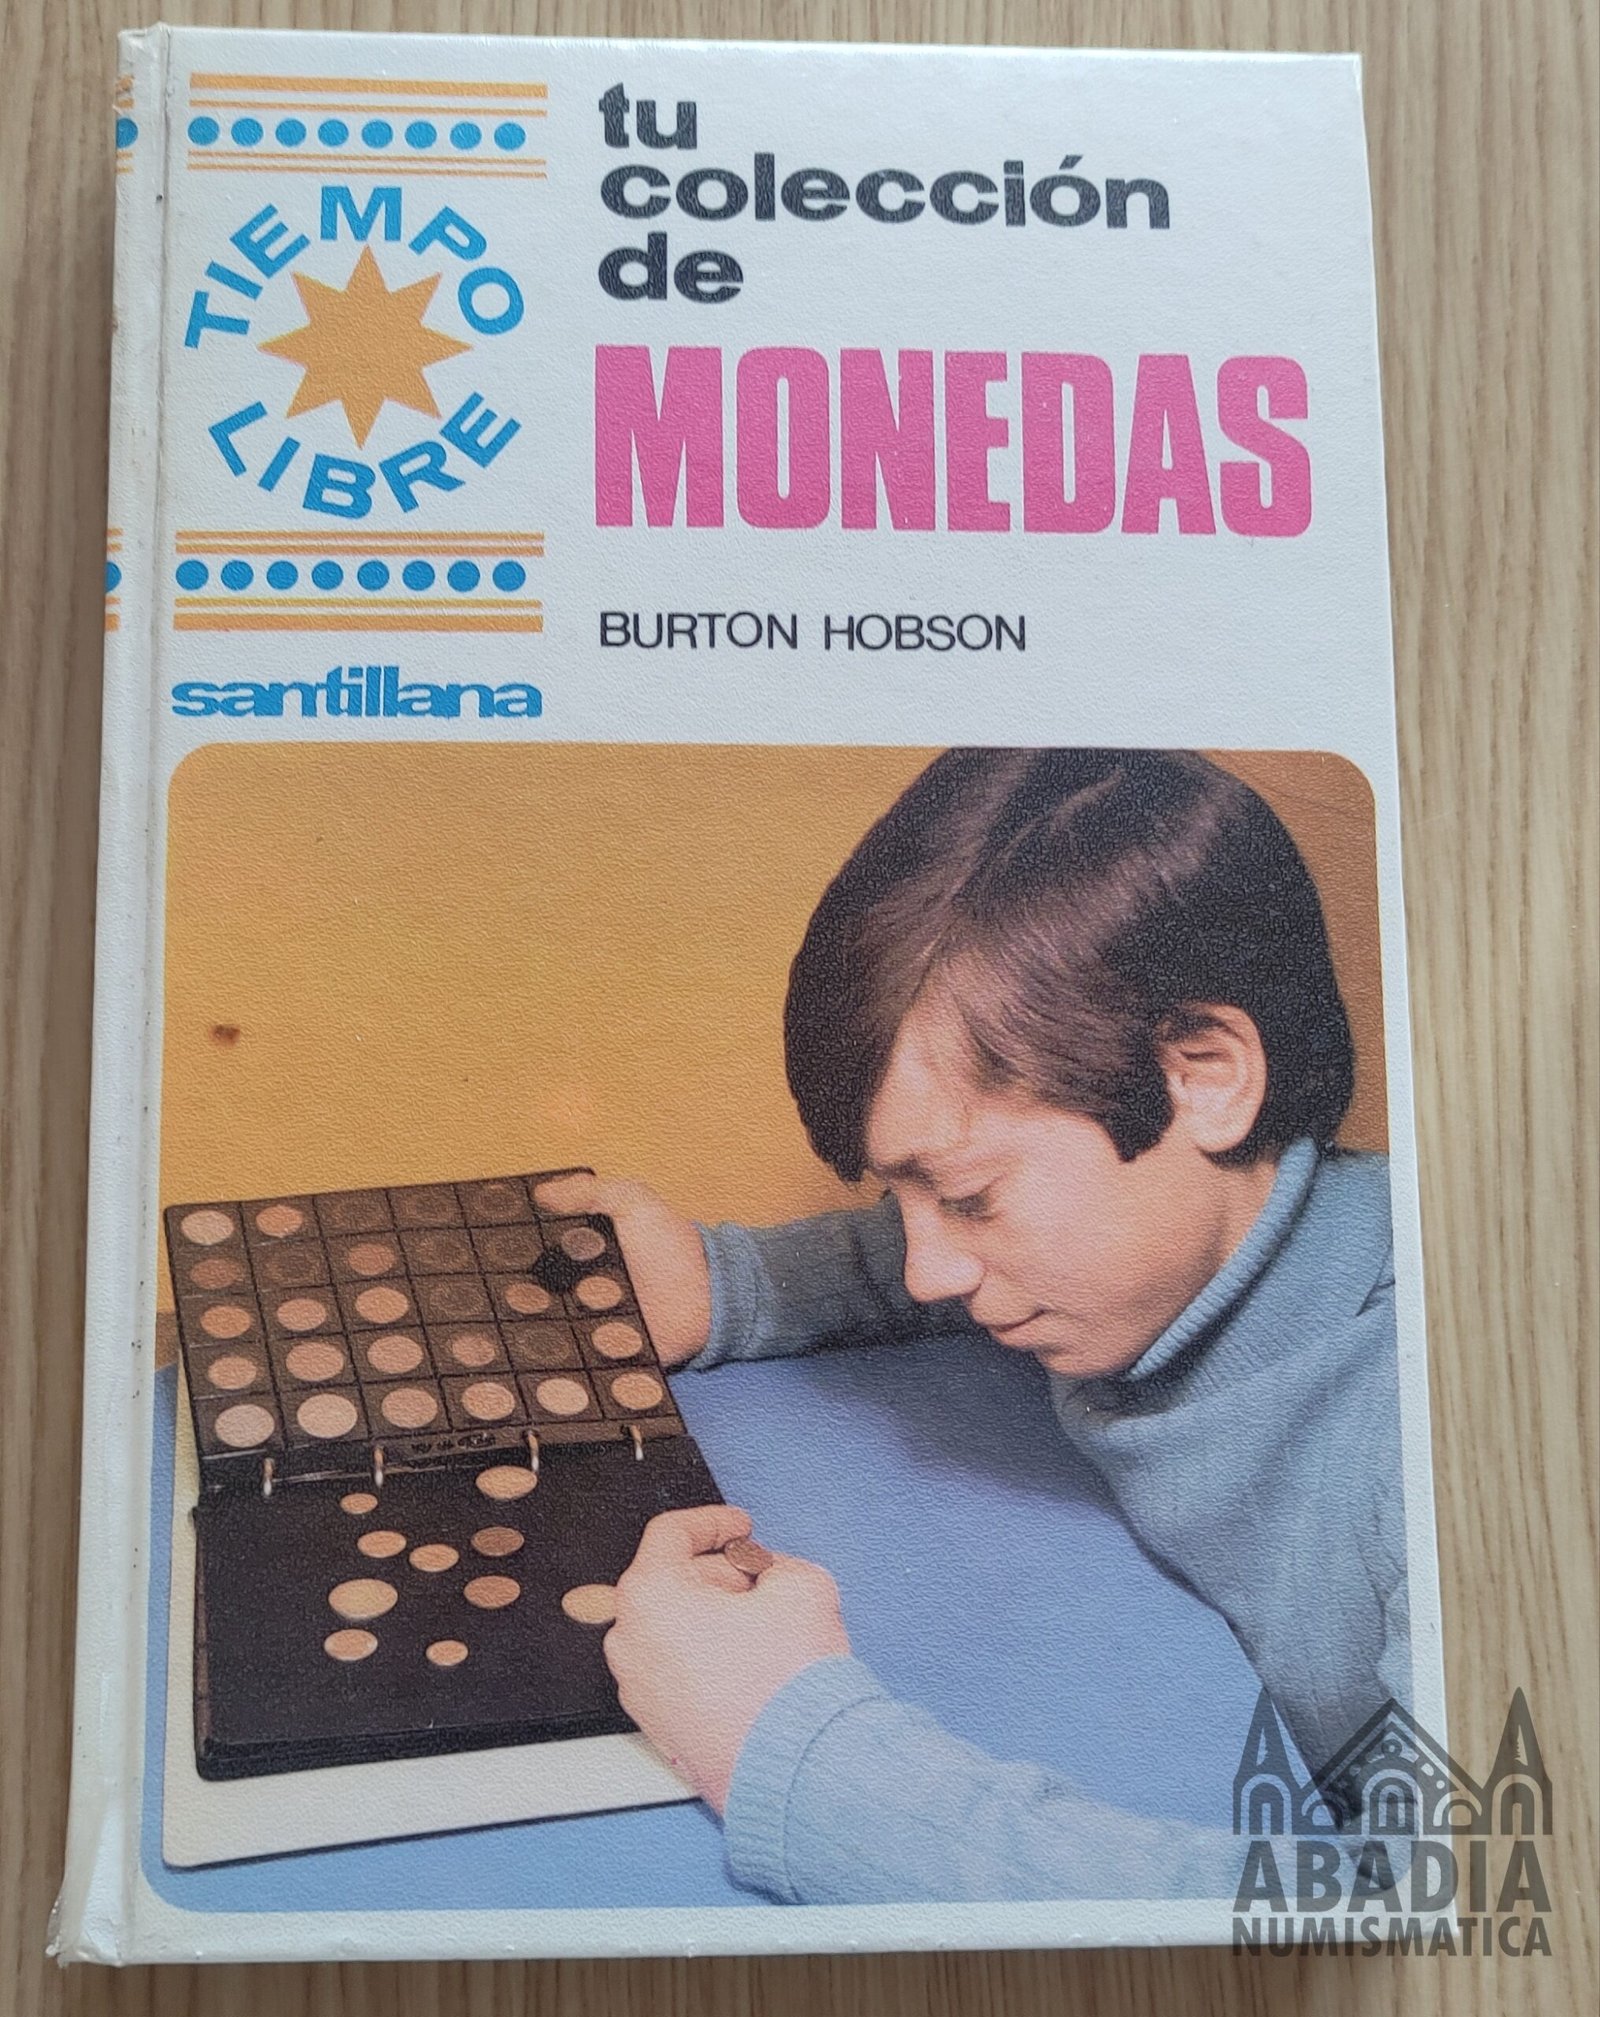 TIEMPO
LIBRE
santillana
tu
colección
de
MONEDAS
BURTON HOBSON
ABADIA
NUMISMATICA